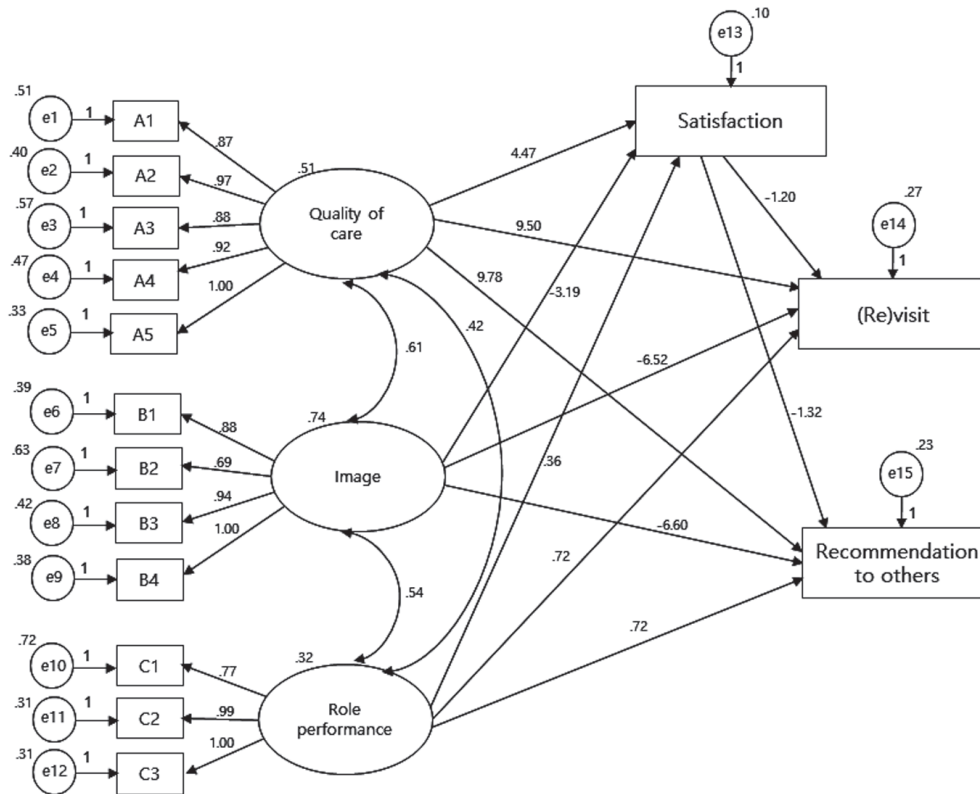 .10
e13
1
Satisfaction
.51
e1
1
A1
.87
.40
e2
1
A2
.97
.57
e3
1
A3
.88
.47
e4
1
A4
.92
.33
e5
1
A5
1.00
.51
Quality of
care
4.47
9.50
9.78
-1.20
.27
e14
1
(Re)visit
-3.19
.42
.61
-6.52
.39
e6
1
B1
.88
.63
e7
1
B2
.69
.42
e8
1
B3
.94
.38
e9
1
B4
1.00
.74
Image
.36
-1.32
.23
e15
1
Recommendation
to others
-6.60
.72
.54
.72
.72
e10
1
C1
.77
.31
e11
1
C2
.99
.31
e12
1
C3
1.00
.32
Role
performance